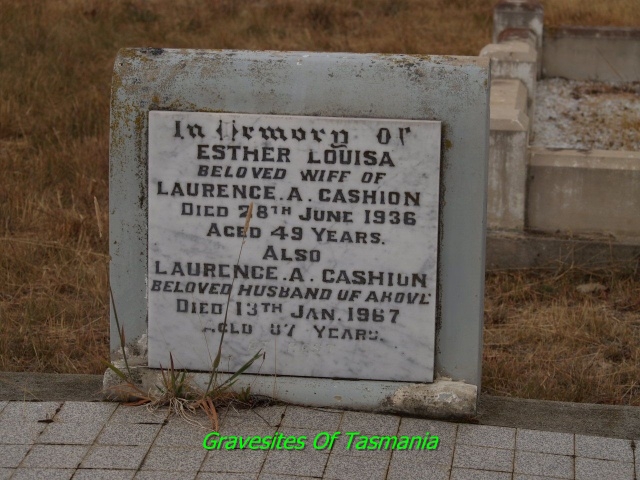 In Memory Of
ESTHER LOUISA
BELOVED WIFE OF
LAURENCE.A.CASHION
DIED 28TH JUNE 1936
AGED 49 YEARS.
ALSO
LAURENCE.A.CASHION
BELOVED HUSBAND OF ABOVE
DIED 13TH JAN. 1967
AGED 87 YEARS.
Gravesites Of Tasmania